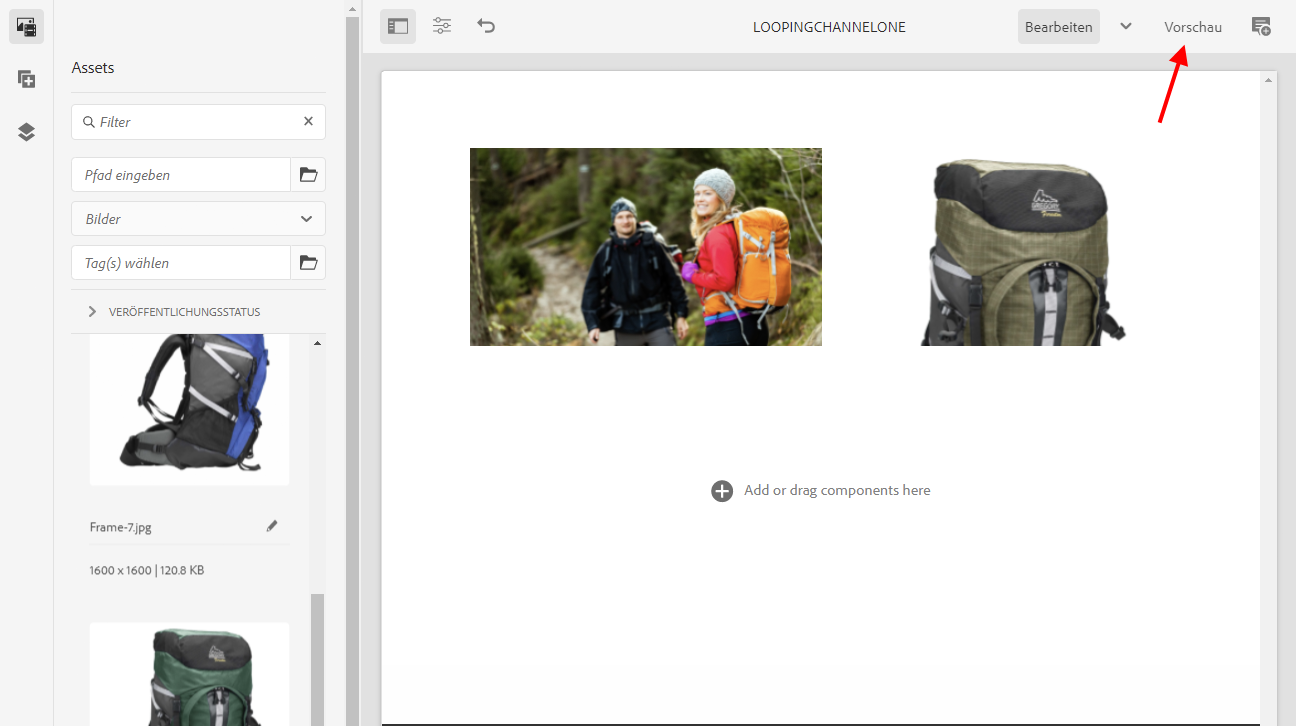 LOOPINGCHANNELONE
Bearbeiten
Vorschau
Assets
Filter
Pfad eingeben
Bilder
Tag(s) wählen
VERÖFFENTLICHUNGSSTATUS
Frame-7.jpg
1600 x 1600 | 120.8 KB
GREGORY
Add or drag components here